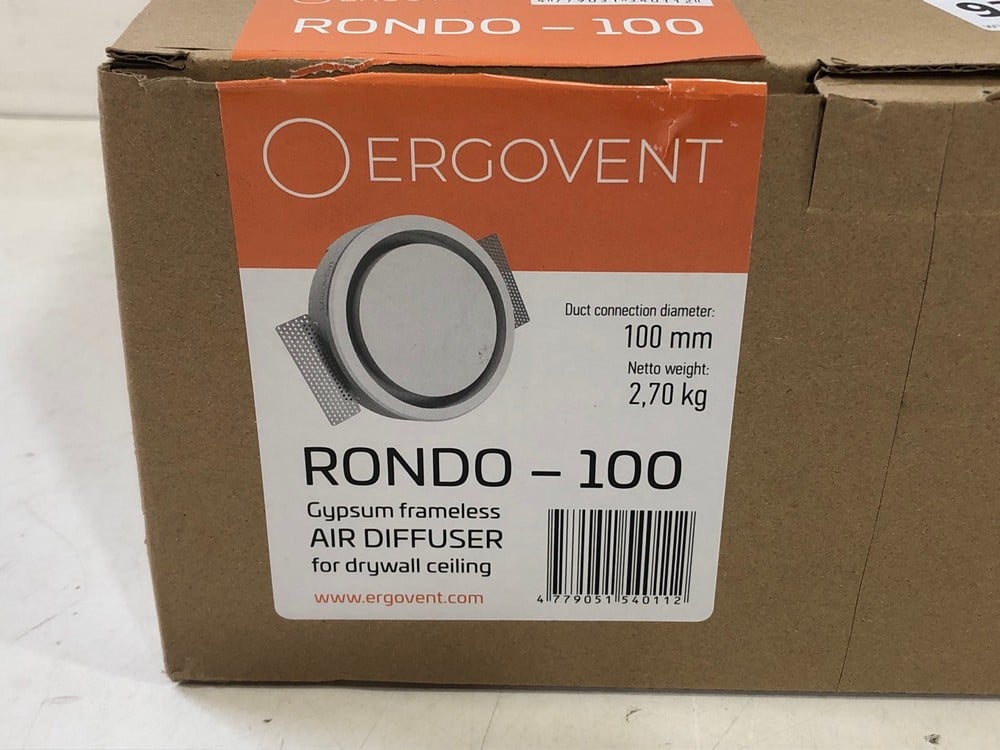 RONDO – 100
ERGOVENT
Duct connection diameter:
100 mm
Netto weight:
2,70 kg
RONDO – 100
Gypsum frameless
AIR DIFFUSER
for drywall ceiling
www.ergovent.com
4 779051 540112